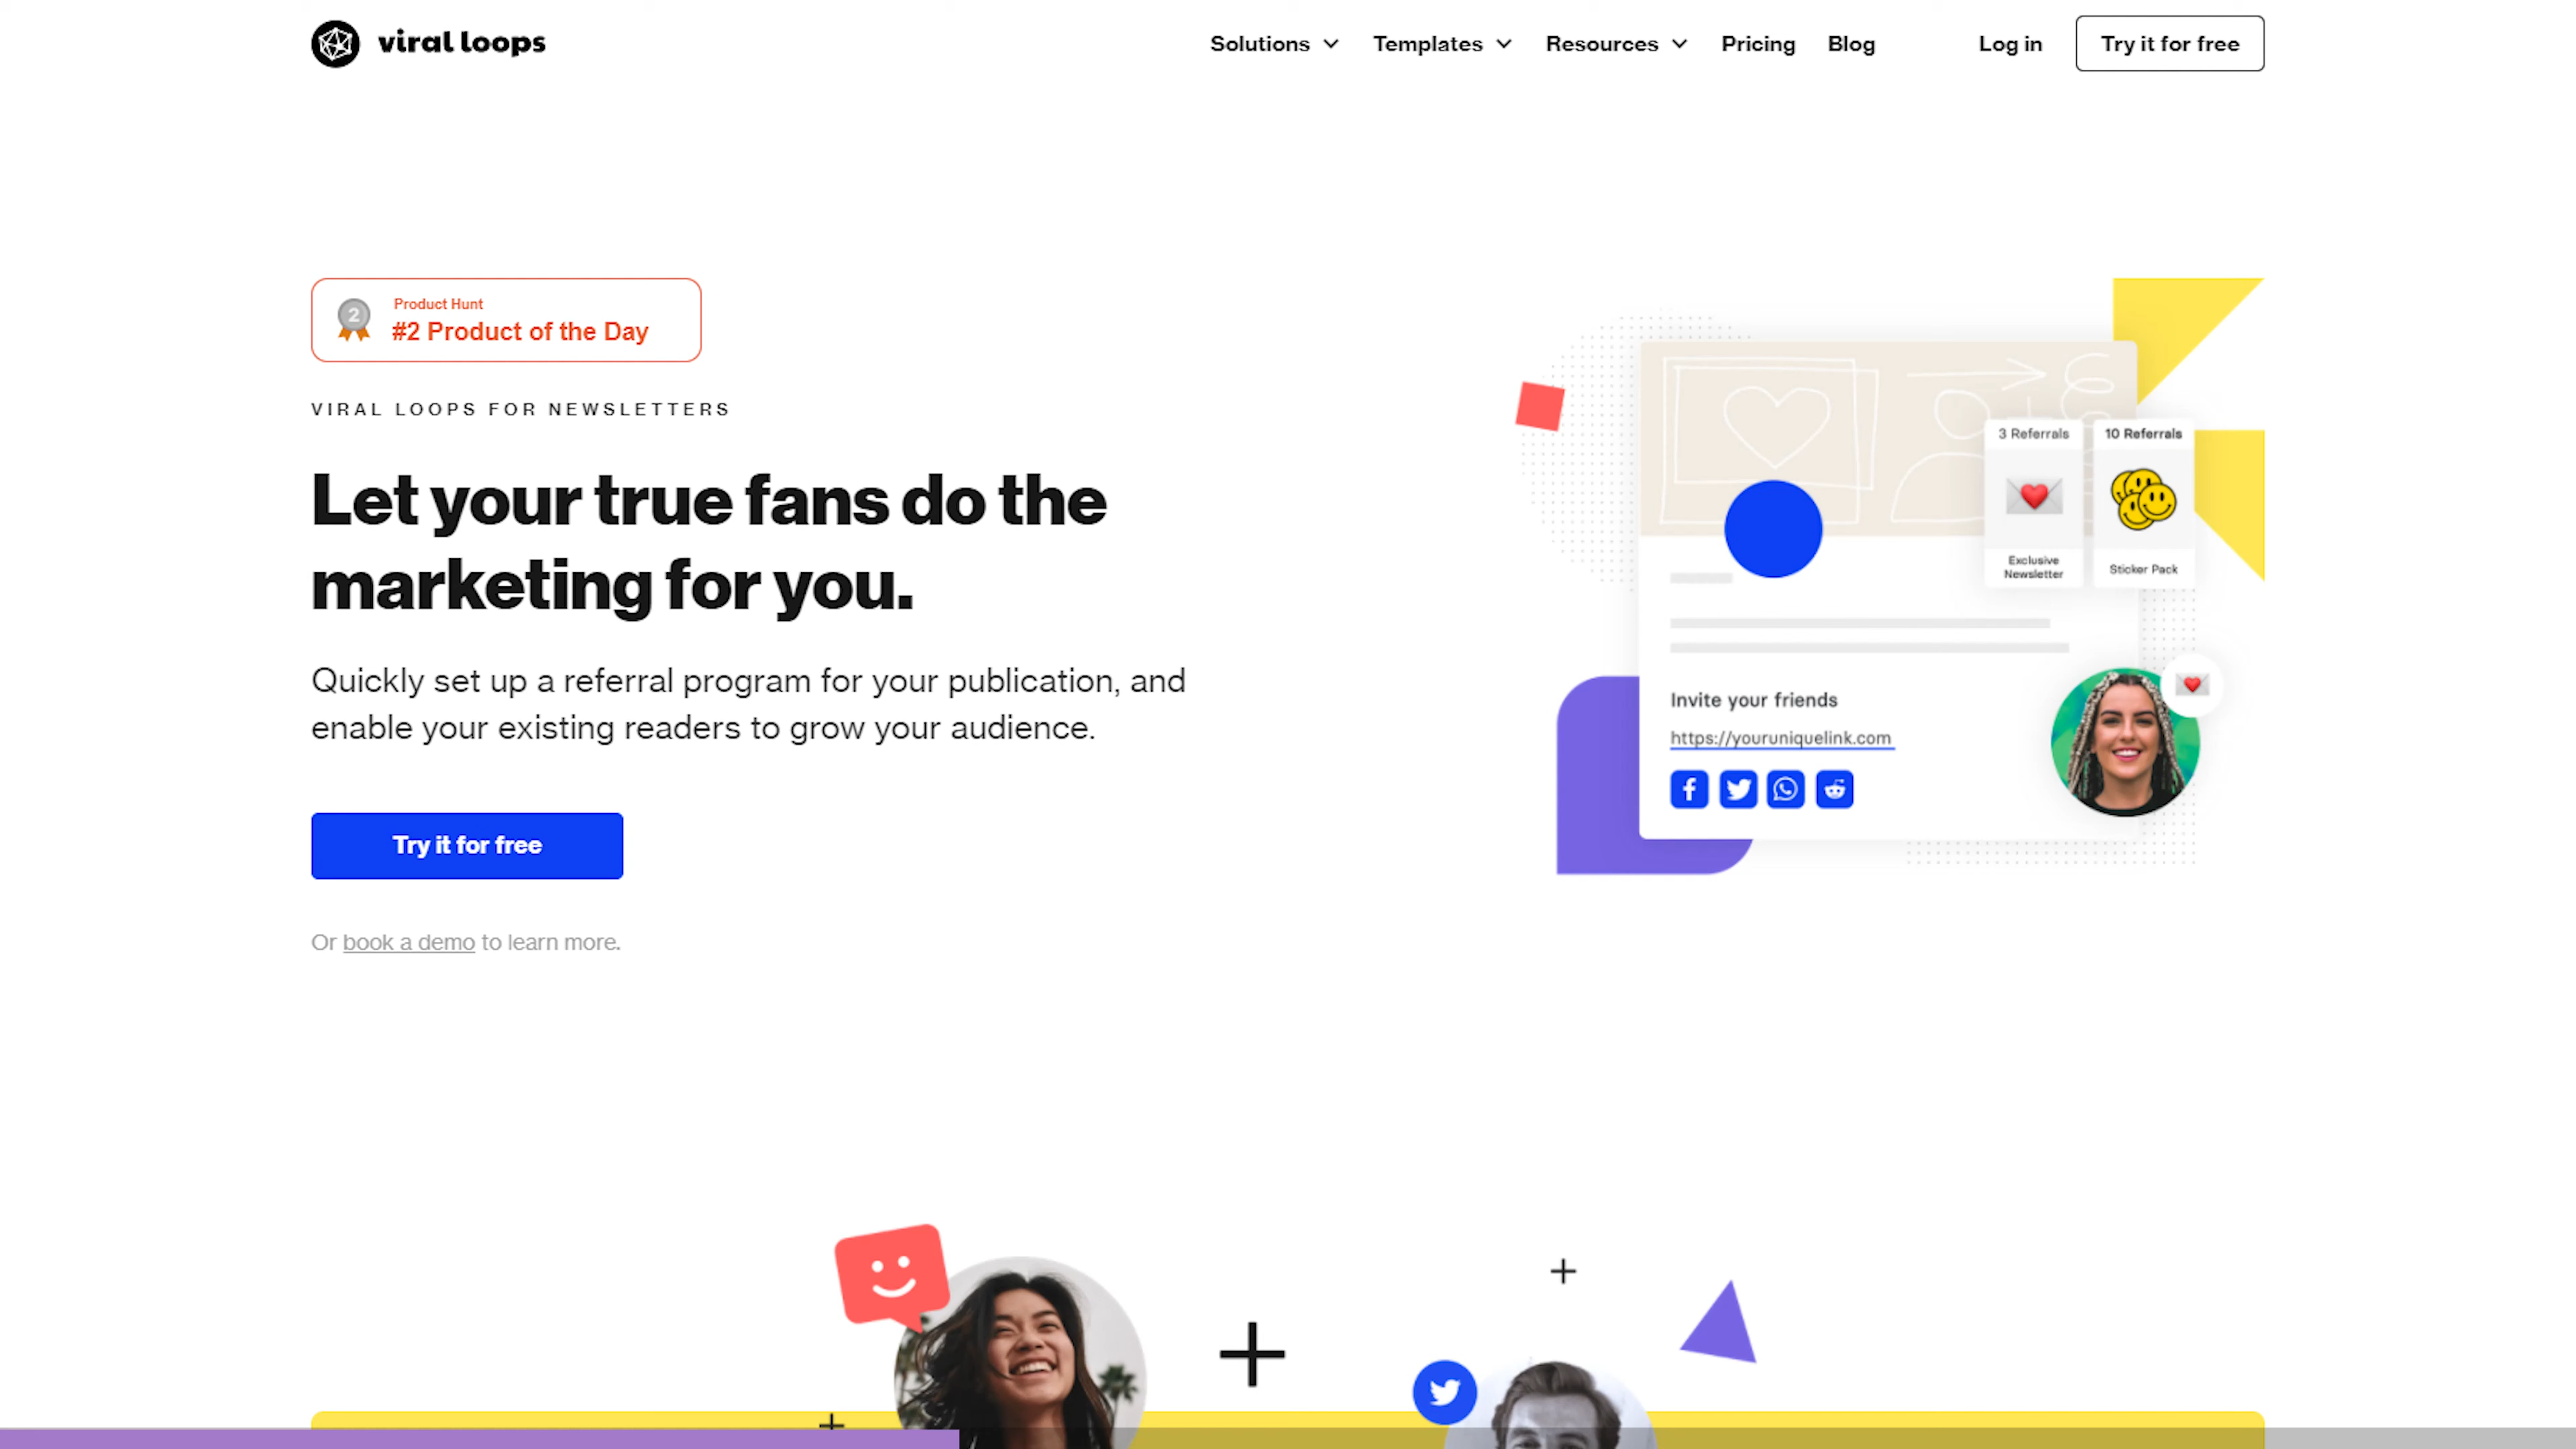 viral loops
Solutions
Templates
Resources
Pricing
Blog
Log in
Try it for free
2
Product Hunt
#2 Product of the Day
VIRAL LOOPS FOR NEWSLETTERS
Let your true fans do the
marketing for you.
Quickly set up a referral program for your publication, and
enable your existing readers to grow your audience.
Try it for free
Or book a demo to learn more.
3 Referrals
Exclusive
Newsletter
10 Referrals
Sticker Pack
Invite your friends
https://youruniquelink.com